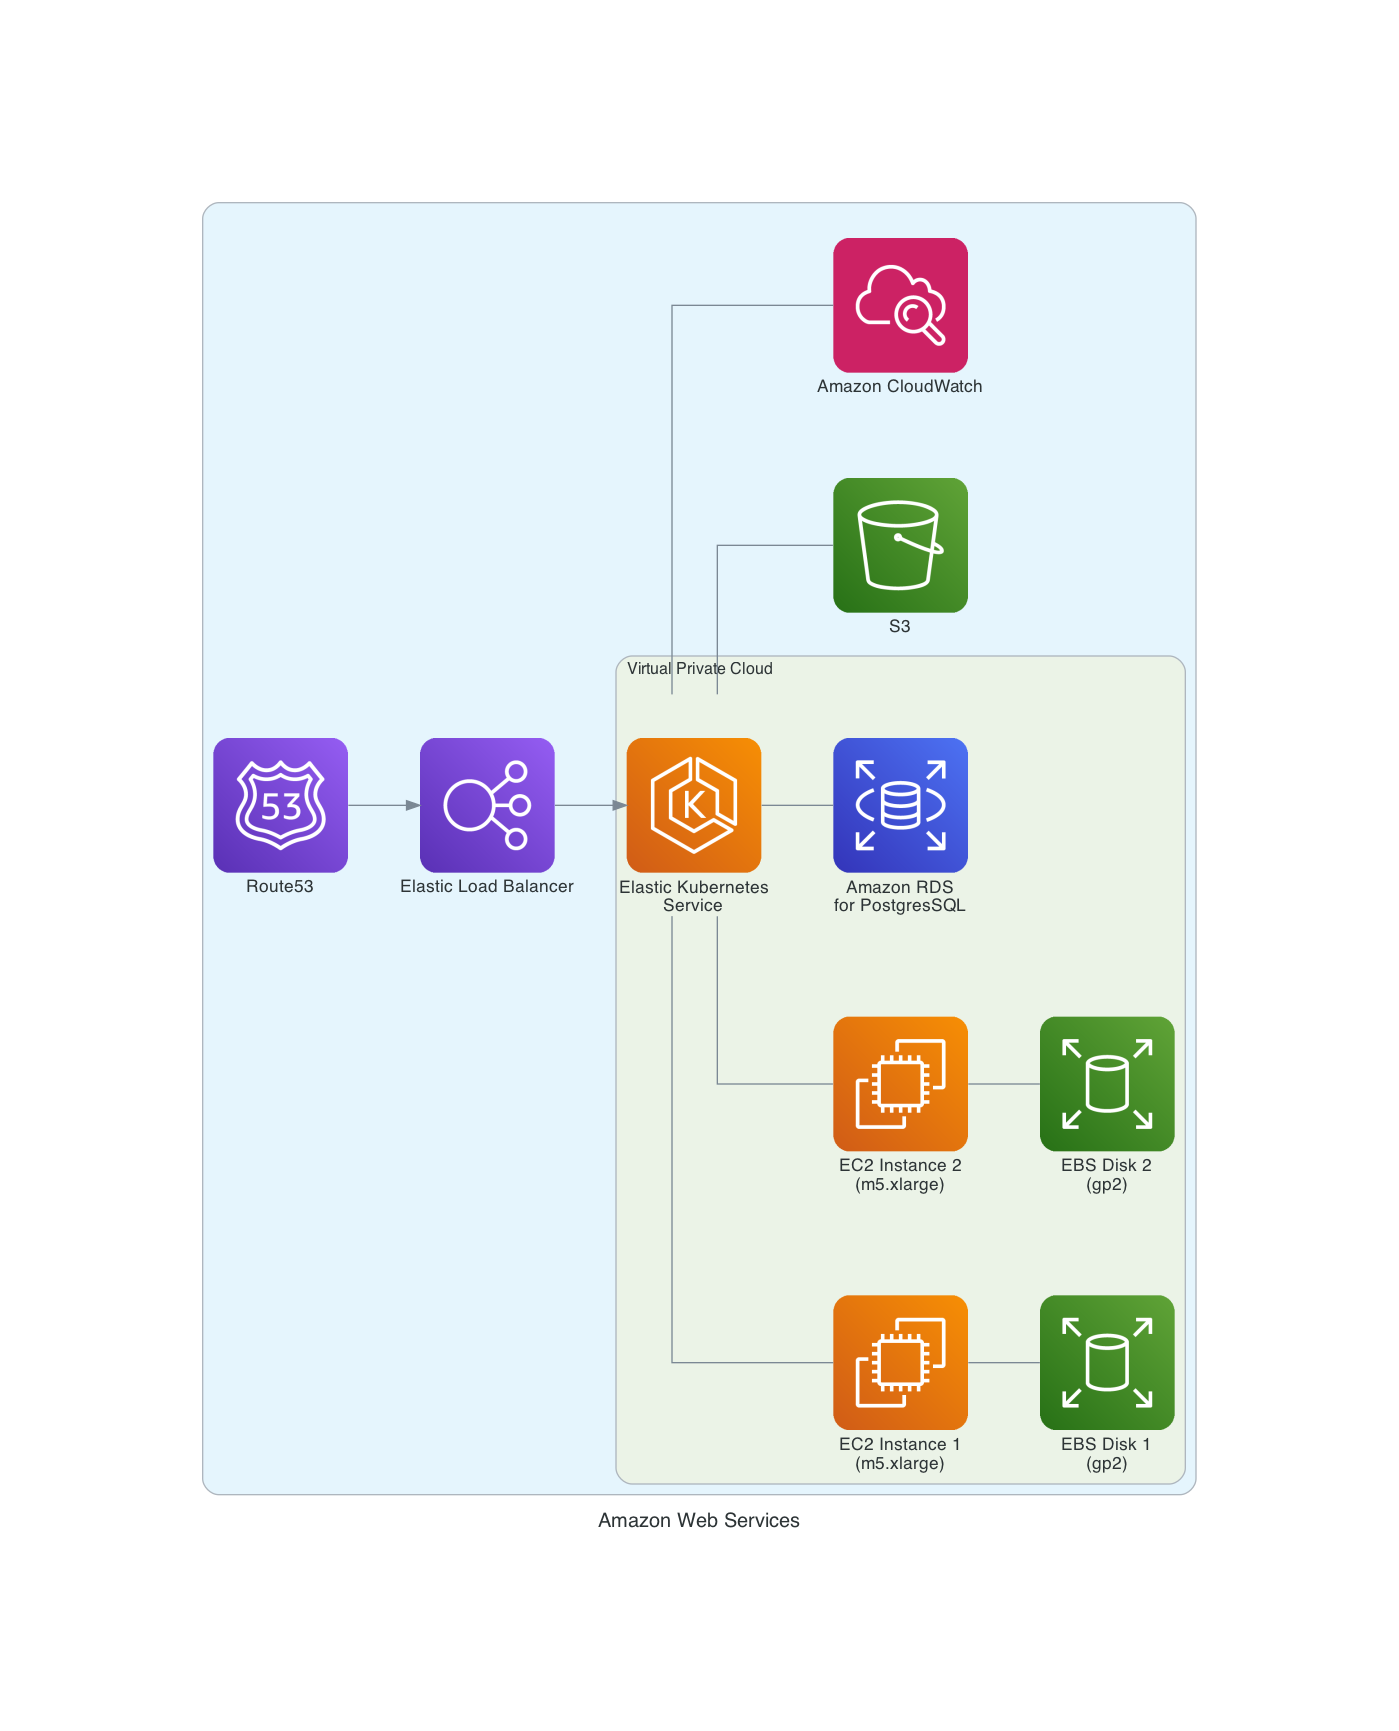 Amazon CloudWatch
S3
Virtual Private Cloud
53
K
Route53
Elastic Load Balancer
Elastic Kubernetes
Service
Amazon RDS
for PostgresSQL
EC2 Instance 2
(m5.xlarge)
EBS Disk 2
(gp2)
EC2 Instance 1
(m5.xlarge)
EBS Disk 1
(gp2)
Amazon Web Services